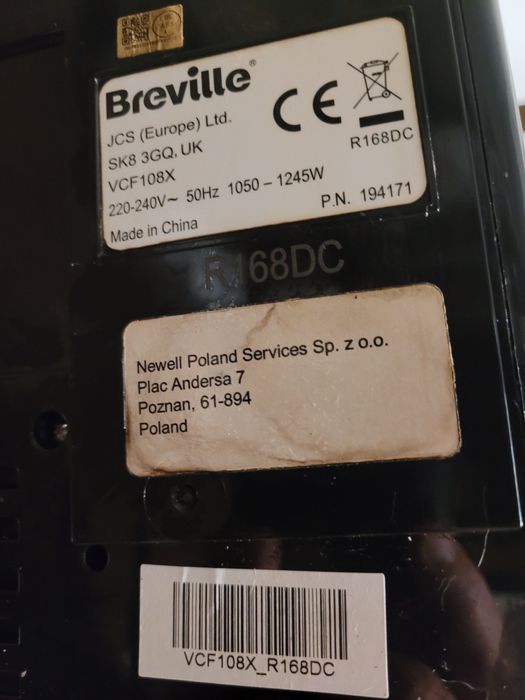 Breville®
JCS (Europe) Ltd.
SK8 3GQ, UK
VCF108X
220-240V~ 50Hz 1050 – 1245W
Made in China
R168DC
P.N. 194171
R168DC
Newell Poland Services Sp. z o.o.
Plac Andersa 7
Poznan, 61-894
Poland
VCF108X_R168DC